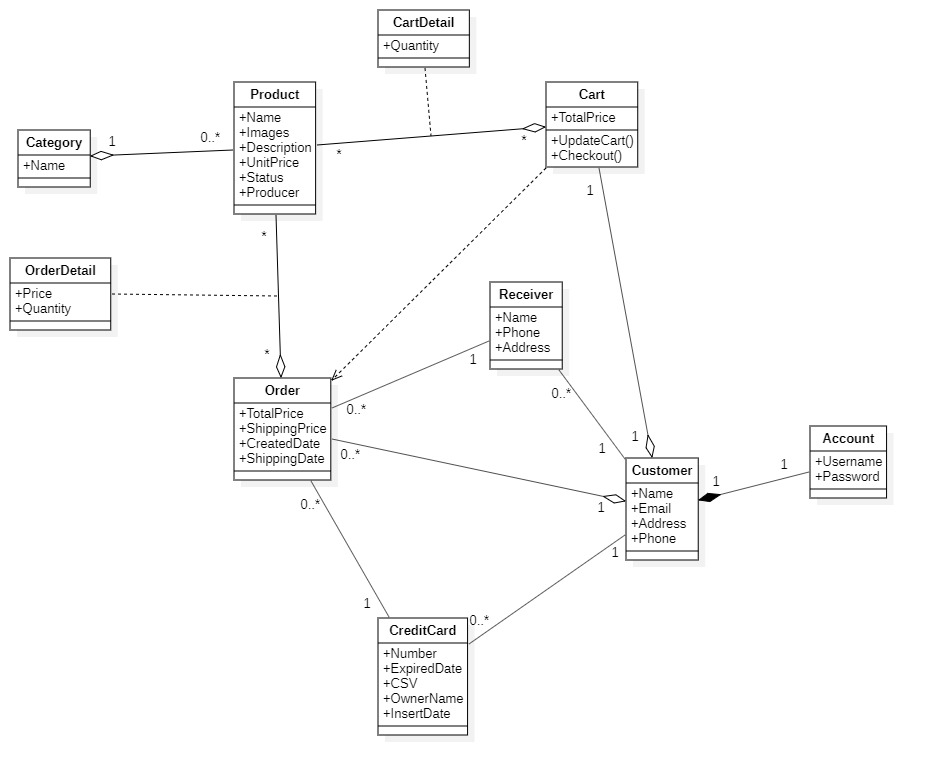 CartDetail
+Quantity
Product
+Name
+Images
+Description
+UnitPrice
+Status
+Producer
Cart
+TotalPrice
+UpdateCart()
+Checkout()
Category
+Name
1
0..*
*
*
1
*
OrderDetail
+Price
+Quantity
Receiver
+Name
+Phone
+Address
*
1
0..*
0..*
Order
+TotalPrice
+ShippingPrice
+CreatedDate
+ShippingDate
1
1
0..*
1
Customer
+Name
+Email
+Address
+Phone
Account
+Username
+Password
1
1
0..*
1
1
0..*
CreditCard
+Number
+ExpiredDate
+CSV
+OwnerName
+InsertDate